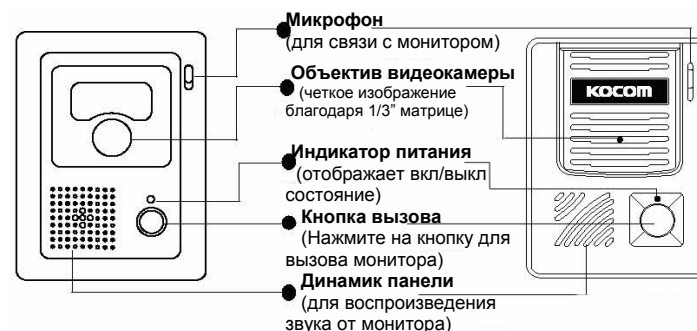 Микрофон
(для связи с монитором)
Объектив видеокамеры
(четкое изображение
благодаря 1/3” матрице)
KOCOM
Индикатор питания
(отображает вкл/выкл
состояние)
Кнопка вызова
(Нажмите на кнопку для
вызова монитора)
Динамик панели
(для воспроизведения
звука от монитора)